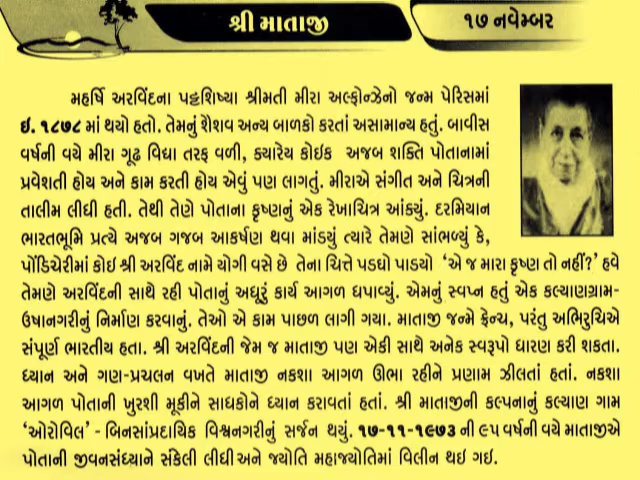 શ્રી માતાજી
૧૭ નવેમ્બર
મહર્ષિ અરવિંદના પટ્ટશિષ્યા શ્રીમતી મીરા અલ્ફોન્ઝેનો જન્મ પેરિસમાં
ઇ. ૧૮૭૮ માં થયો હતો. તેમનું શૈશવ અન્ય બાળકો કરતાં અસામાન્ય હતું. બાવીસ
વર્ષની વયે મીરા ગૂઢ વિદ્યા તરફ વળી, ક્યારેય કોઇક અજબ શક્તિ પોતાનામાં
પ્રવેશતી હોય અને કામ કરતી હોય એવું પણ લાગતું. મીરાએ સંગીત અને ચિત્રની
તાલીમ લીધી હતી. તેથી તેણે પોતાના કૃષ્ણનું એક રેખાચિત્ર આંક્યું. દરમિયાન
ભારતભૂમિ પ્રત્યે અજબ ગજબ આકર્ષણ થવા માંડ્યું ત્યારે તેમણે સાંભળ્યું કે,
પોંડિચેરીમાં કોઇ શ્રી અરવિંદ નામે યોગી વસે છે તેના ચિત્તે પડઘો પાડયો ‘એ જ મારા કૃષ્ણ તો નહીં?’ હવે
તેમણે અરવિંદની સાથે રહી પોતાનું અધૂરું કાર્ય આગળ ધપાવ્યું. એમનું સ્વપ્ન હતું એક કલ્યાણગ્રામ-
ઉષાનગરીનું નિર્માણ કરવાનું. તેઓ એ કામ પાછળ લાગી ગયા. માતાજી જન્મે ફ્રેન્ચ, પરંતુ અભિરુચિએ
સંપૂર્ણ ભારતીય હતા. શ્રી અરવિંદની જેમ જ માતાજી પણ એકી સાથે અનેક સ્વરૂપો ધારણ કરી શકતા.
ધ્યાન અને ગણ-પ્રચલન વખતે માતાજી નકશા આગળ ઊભા રહીને પ્રણામ ઝીલતાં હતાં. નકશા
આગળ પોતાની ખુરશી મૂકીને સાધકોને ધ્યાન કરાવતાં હતાં. શ્રી માતાજીની કલ્પનાનું કલ્યાણ ગામ
‘ઓરોવિલ’ - બિનસાંપ્રદાયિક વિશ્વનગરીનું સર્જન થયું. ૧૭-૧૧-૧૯૭૩ ની ૯૫ વર્ષની વયે માતાજીએ
પોતાની જીવનસંધ્યાને સંકેલી લીધી અને જ્યોતિ મહાજ્યોતિમાં વિલીન થઇ ગઇ.